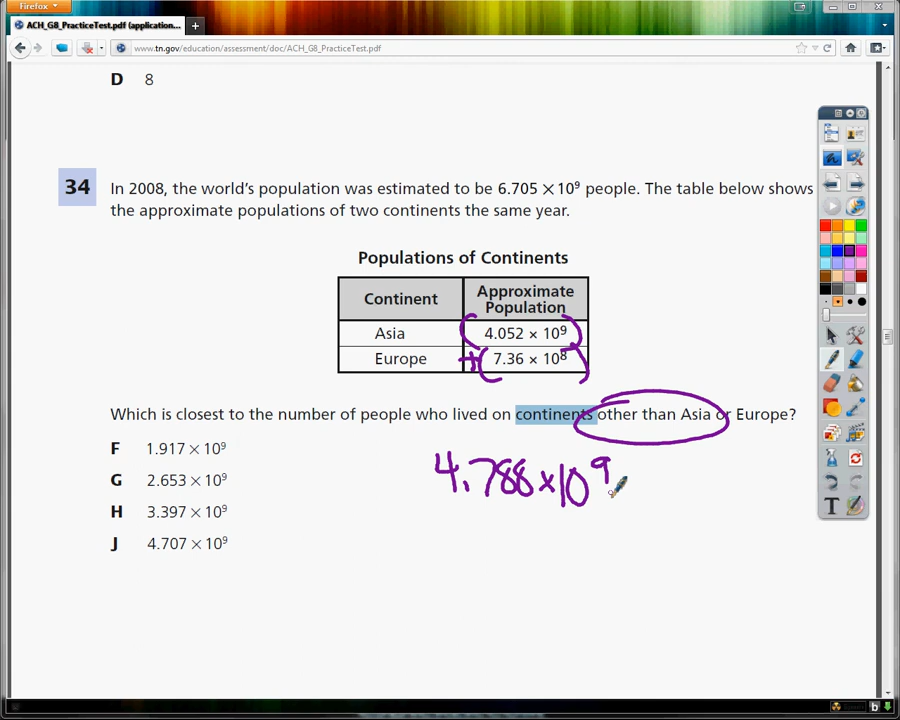 Firefox
ACH_G8_PracticeTest.pdf (application...
www.tn.gov/education/assessment/doc/ACH_G8_PracticeTest.pdf
D 8
34 In 2008, the world's population was estimated to be 6.705 × 10⁹ people. The table below shows
the approximate populations of two continents the same year.
Populations of Continents
Continent Approximate Population
Asia (4.052 × 10⁹)
Europe +(7.36 × 10⁸)
Which is closest to the number of people who lived on continents other than Asia or Europe?
F 1.917 × 10⁹
G 2.653 × 10⁹
H 3.397 × 10⁹
J 4.707 × 10⁹
4.788×10⁹